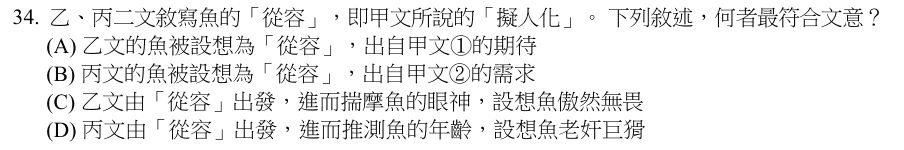 34. 乙、丙二文敘寫魚的「從容」，即甲文所說的「擬人化」。 下列敘述，何者最符合文意？
(A) 乙文的魚被設想為「從容」，出自甲文①的期待
(B) 丙文的魚被設想為「從容」，出自甲文②的需求
(C) 乙文由「從容」出發，進而揣摩魚的眼神，設想魚傲然無畏
(D) 丙文由「從容」出發，進而推測魚的年齡，設想魚老奸巨猾